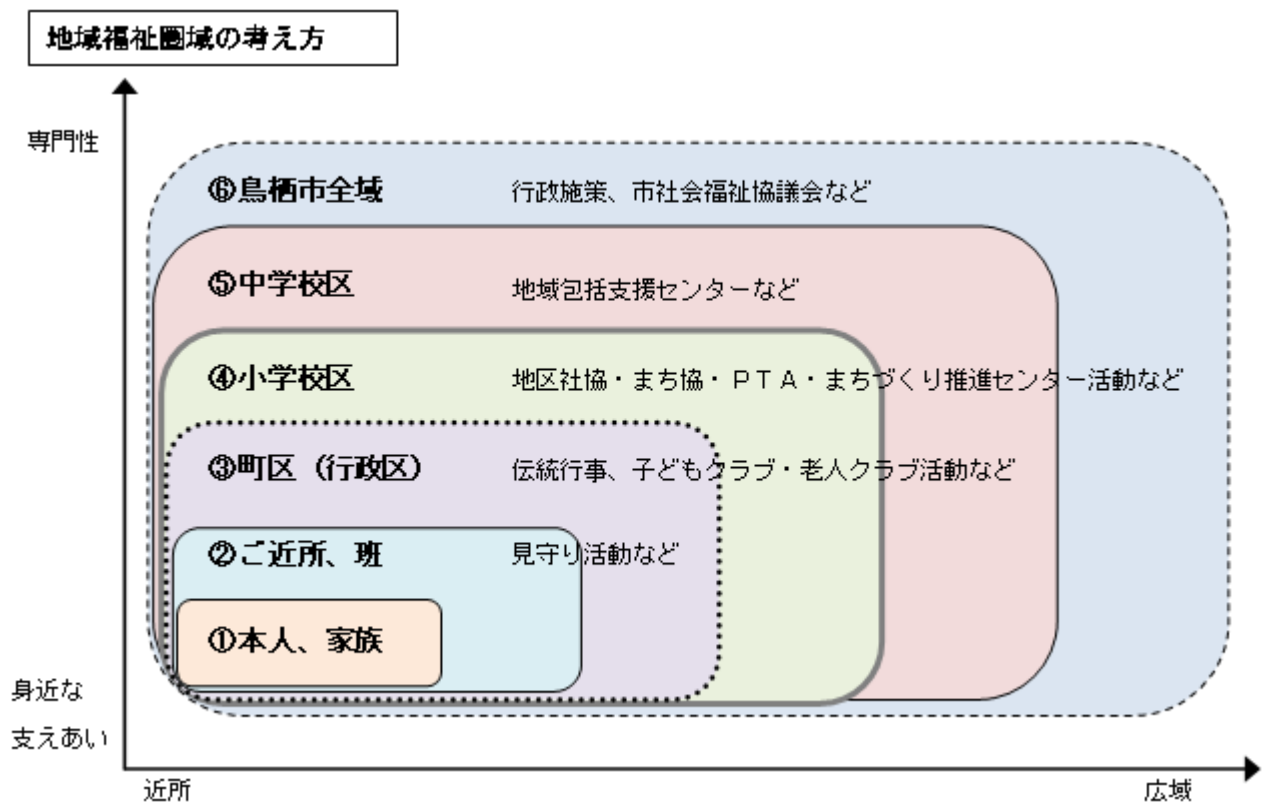 地域福祉圏域の考え方
専門性
⑥鳥栖市全域 行政施策、市社会福祉協議会など
⑤中学校区 地域包括支援センターなど
④小学校区 地区社協・まち協・ＰＴＡ・まちづくり推進センター活動など
③町区（行政区） 伝統行事、子どもクラブ・老人クラブ活動など
②ご近所、班 見守り活動など
①本人、家族
身近な
支えあい
近所 広域